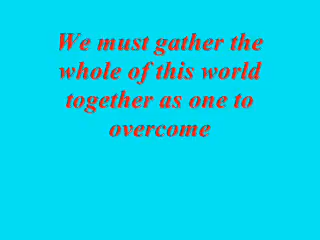 We must gather the
whole of this world
together as one to
overcome